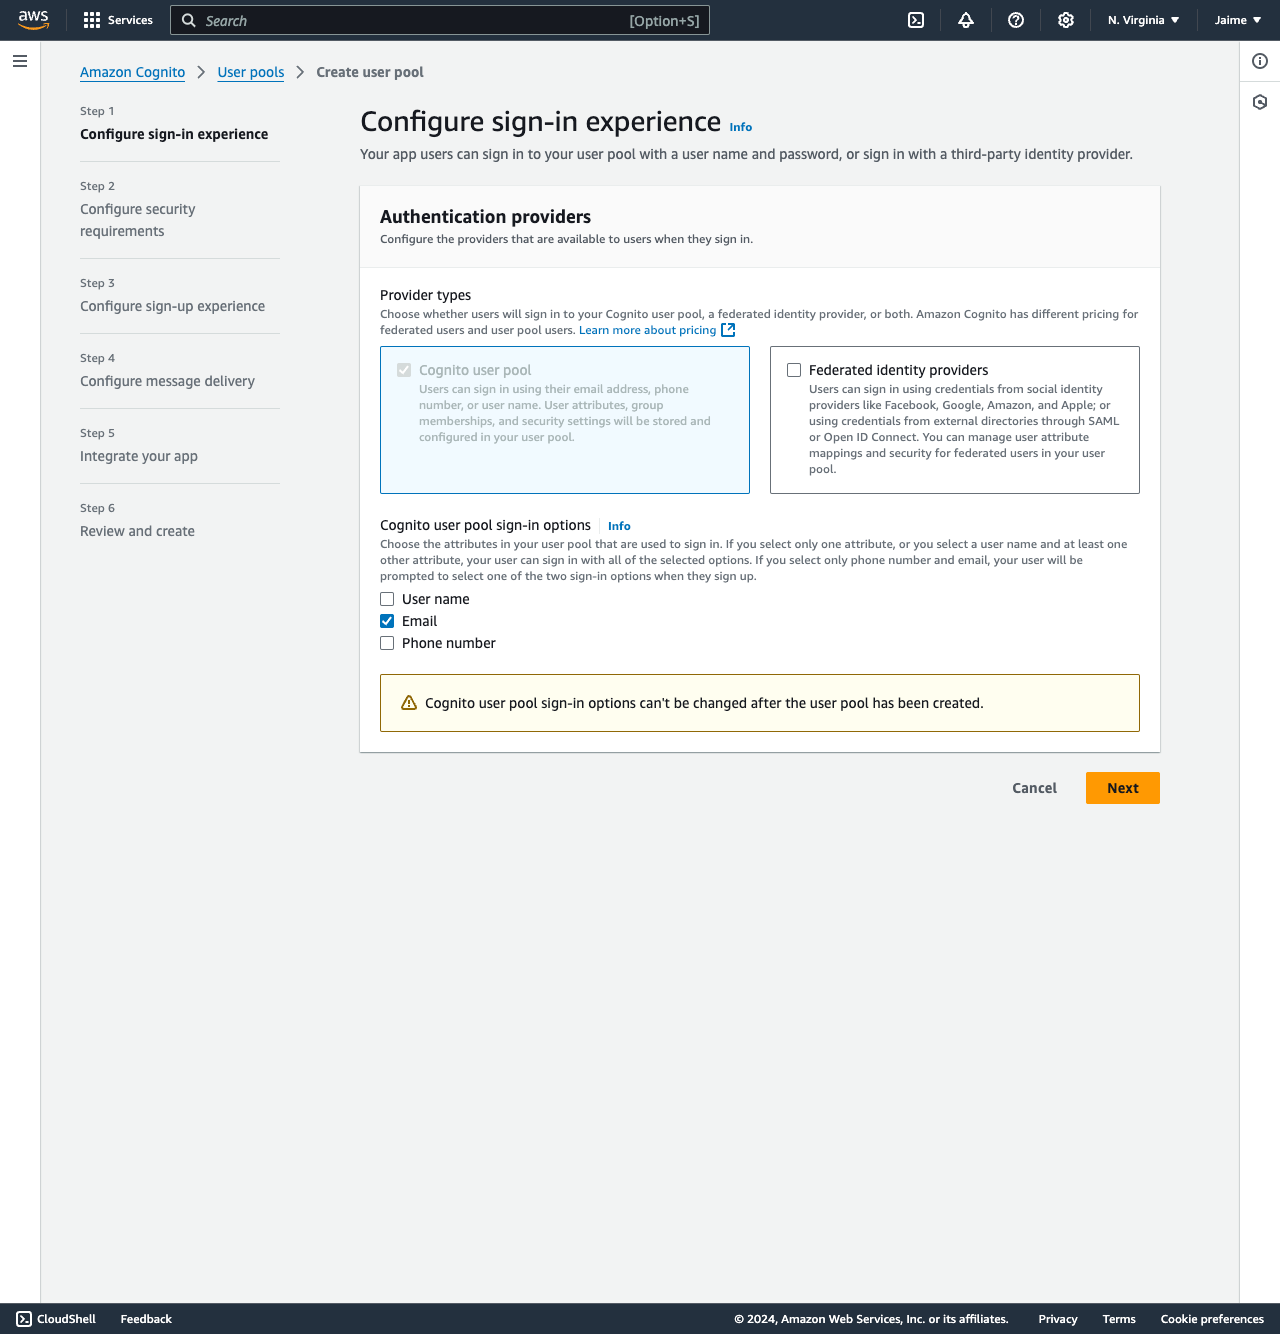 aws
Services
Search
[Option+S]
N. Virginia
Jaime
Amazon Cognito
User pools
Create user pool
Step 1
Configure sign-in experience
Step 2
Configure security
requirements
Step 3
Configure sign-up experience
Step 4
Configure message delivery
Step 5
Integrate your app
Step 6
Review and create
Configure sign-in experience Info
Your app users can sign in to your user pool with a user name and password, or sign in with a third-party identity provider.
Authentication providers
Configure the providers that are available to users when they sign in.
Provider types
Choose whether users will sign in to your Cognito user pool, a federated identity provider, or both. Amazon Cognito has different pricing for
federated users and user pool users. Learn more about pricing
Cognito user pool
Users can sign in using their email address, phone
number, or user name. User attributes, group
memberships, and security settings will be stored and
configured in your user pool.
Federated identity providers
Users can sign in using credentials from social identity
providers like Facebook, Google, Amazon, and Apple; or
using credentials from external directories through SAML
or Open ID Connect. You can manage user attribute
mappings and security for federated users in your user
pool.
Cognito user pool sign-in options Info
Choose the attributes in your user pool that are used to sign in. If you select only one attribute, or you select a user name and at least one
other attribute, your user can sign in with all of the selected options. If you select only phone number and email, your user will be
prompted to select one of the two sign-in options when they sign up.
User name
Email
Phone number
Cognito user pool sign-in options can't be changed after the user pool has been created.
Cancel
Next
CloudShell
Feedback
© 2024, Amazon Web Services, Inc. or its affiliates.
Privacy
Terms
Cookie preferences